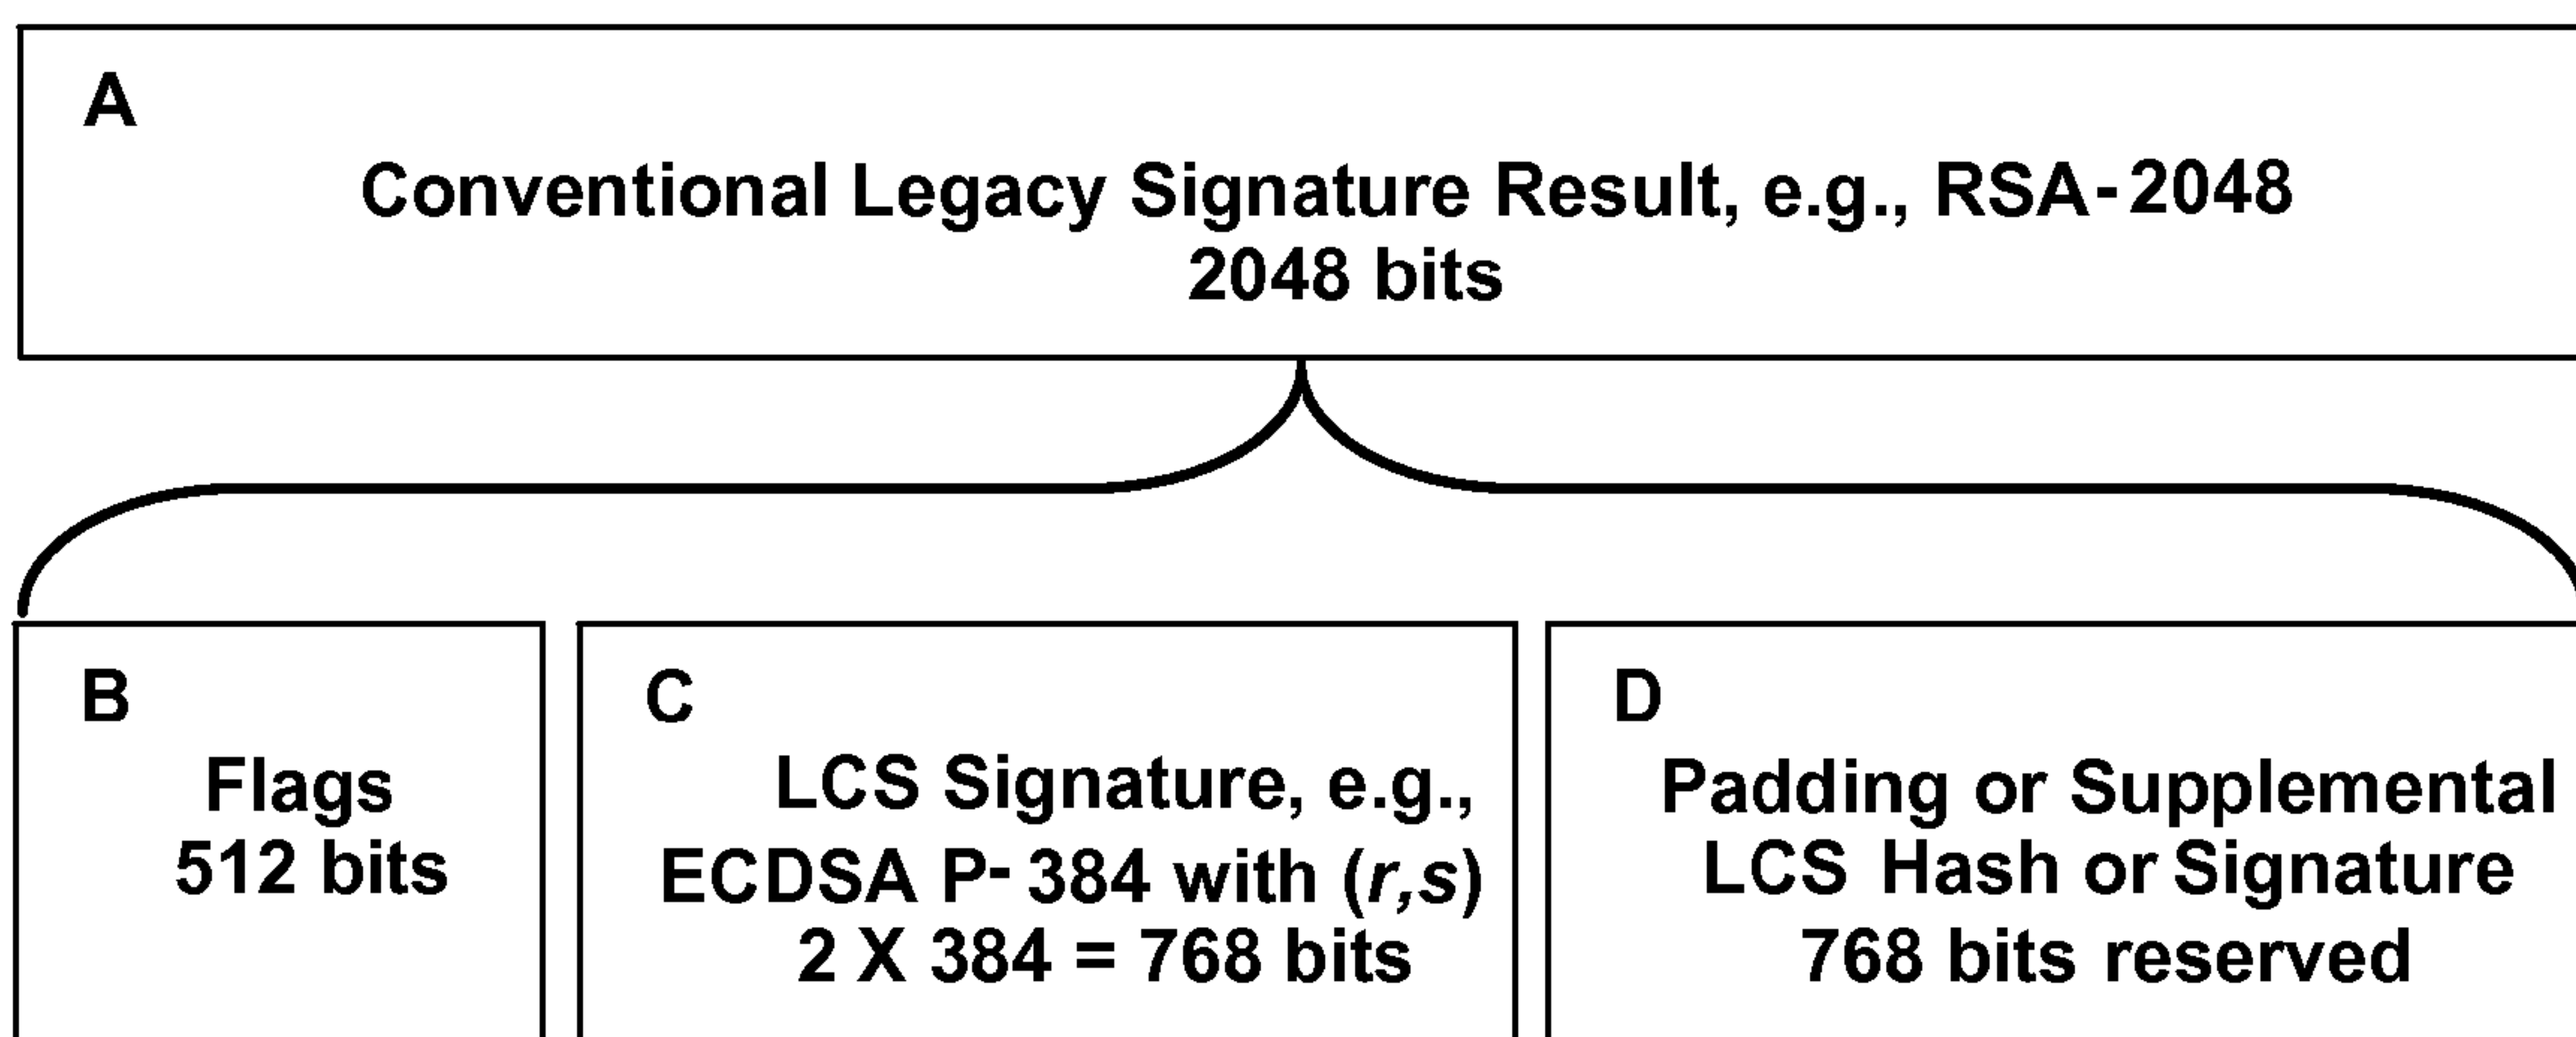 A
Conventional Legacy Signature Result, e.g., RSA-2048
2048 bits
B
Flags
512 bits
C
LCS Signature, e.g.,
ECDSA P-384 with (r,s)
2 X 384 = 768 bits
D
Padding or Supplemental
LCS Hash or Signature
768 bits reserved